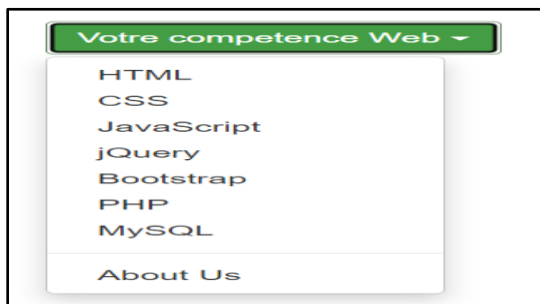 Votre competence Web
HTML
CSS
JavaScript
jQuery
Bootstrap
PHP
MySQL
About Us